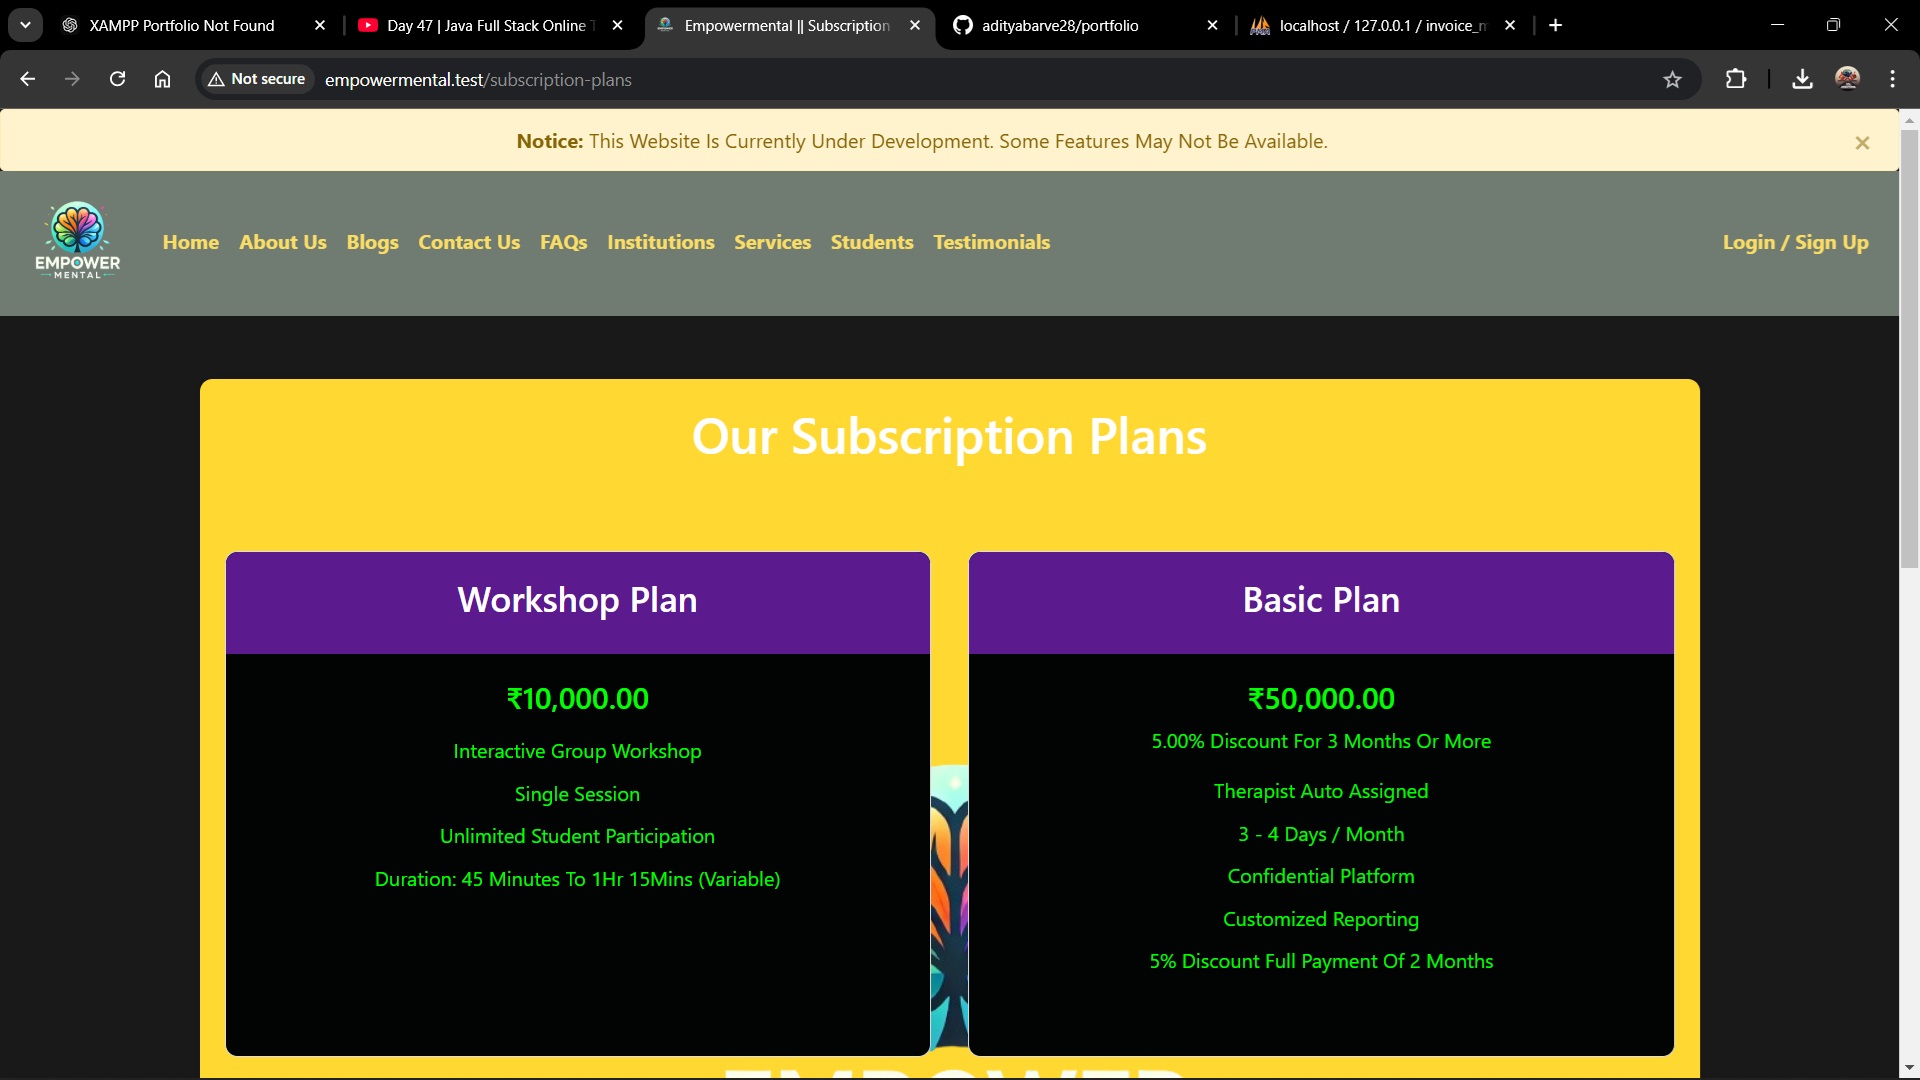 XAMPP Portfolio Not Found
Day 47 | Java Full Stack Online
Empowermental || Subscription
adityabarve28/portfolio
localhost / 127.0.0.1 / invoice_m
Not secure
empowermental.test/subscription-plans
Notice: This Website Is Currently Under Development. Some Features May Not Be Available.
EMPOWER
MENTAL
Home About Us Blogs Contact Us FAQs Institutions Services Students Testimonials
Login / Sign Up
Our Subscription Plans
Workshop Plan
₹10,000.00
Interactive Group Workshop
Single Session
Unlimited Student Participation
Duration: 45 Minutes To 1Hr 15Mins (Variable)
Basic Plan
₹50,000.00
5.00% Discount For 3 Months Or More
Therapist Auto Assigned
3 - 4 Days / Month
Confidential Platform
Customized Reporting
5% Discount Full Payment Of 2 Months
EMPOWER